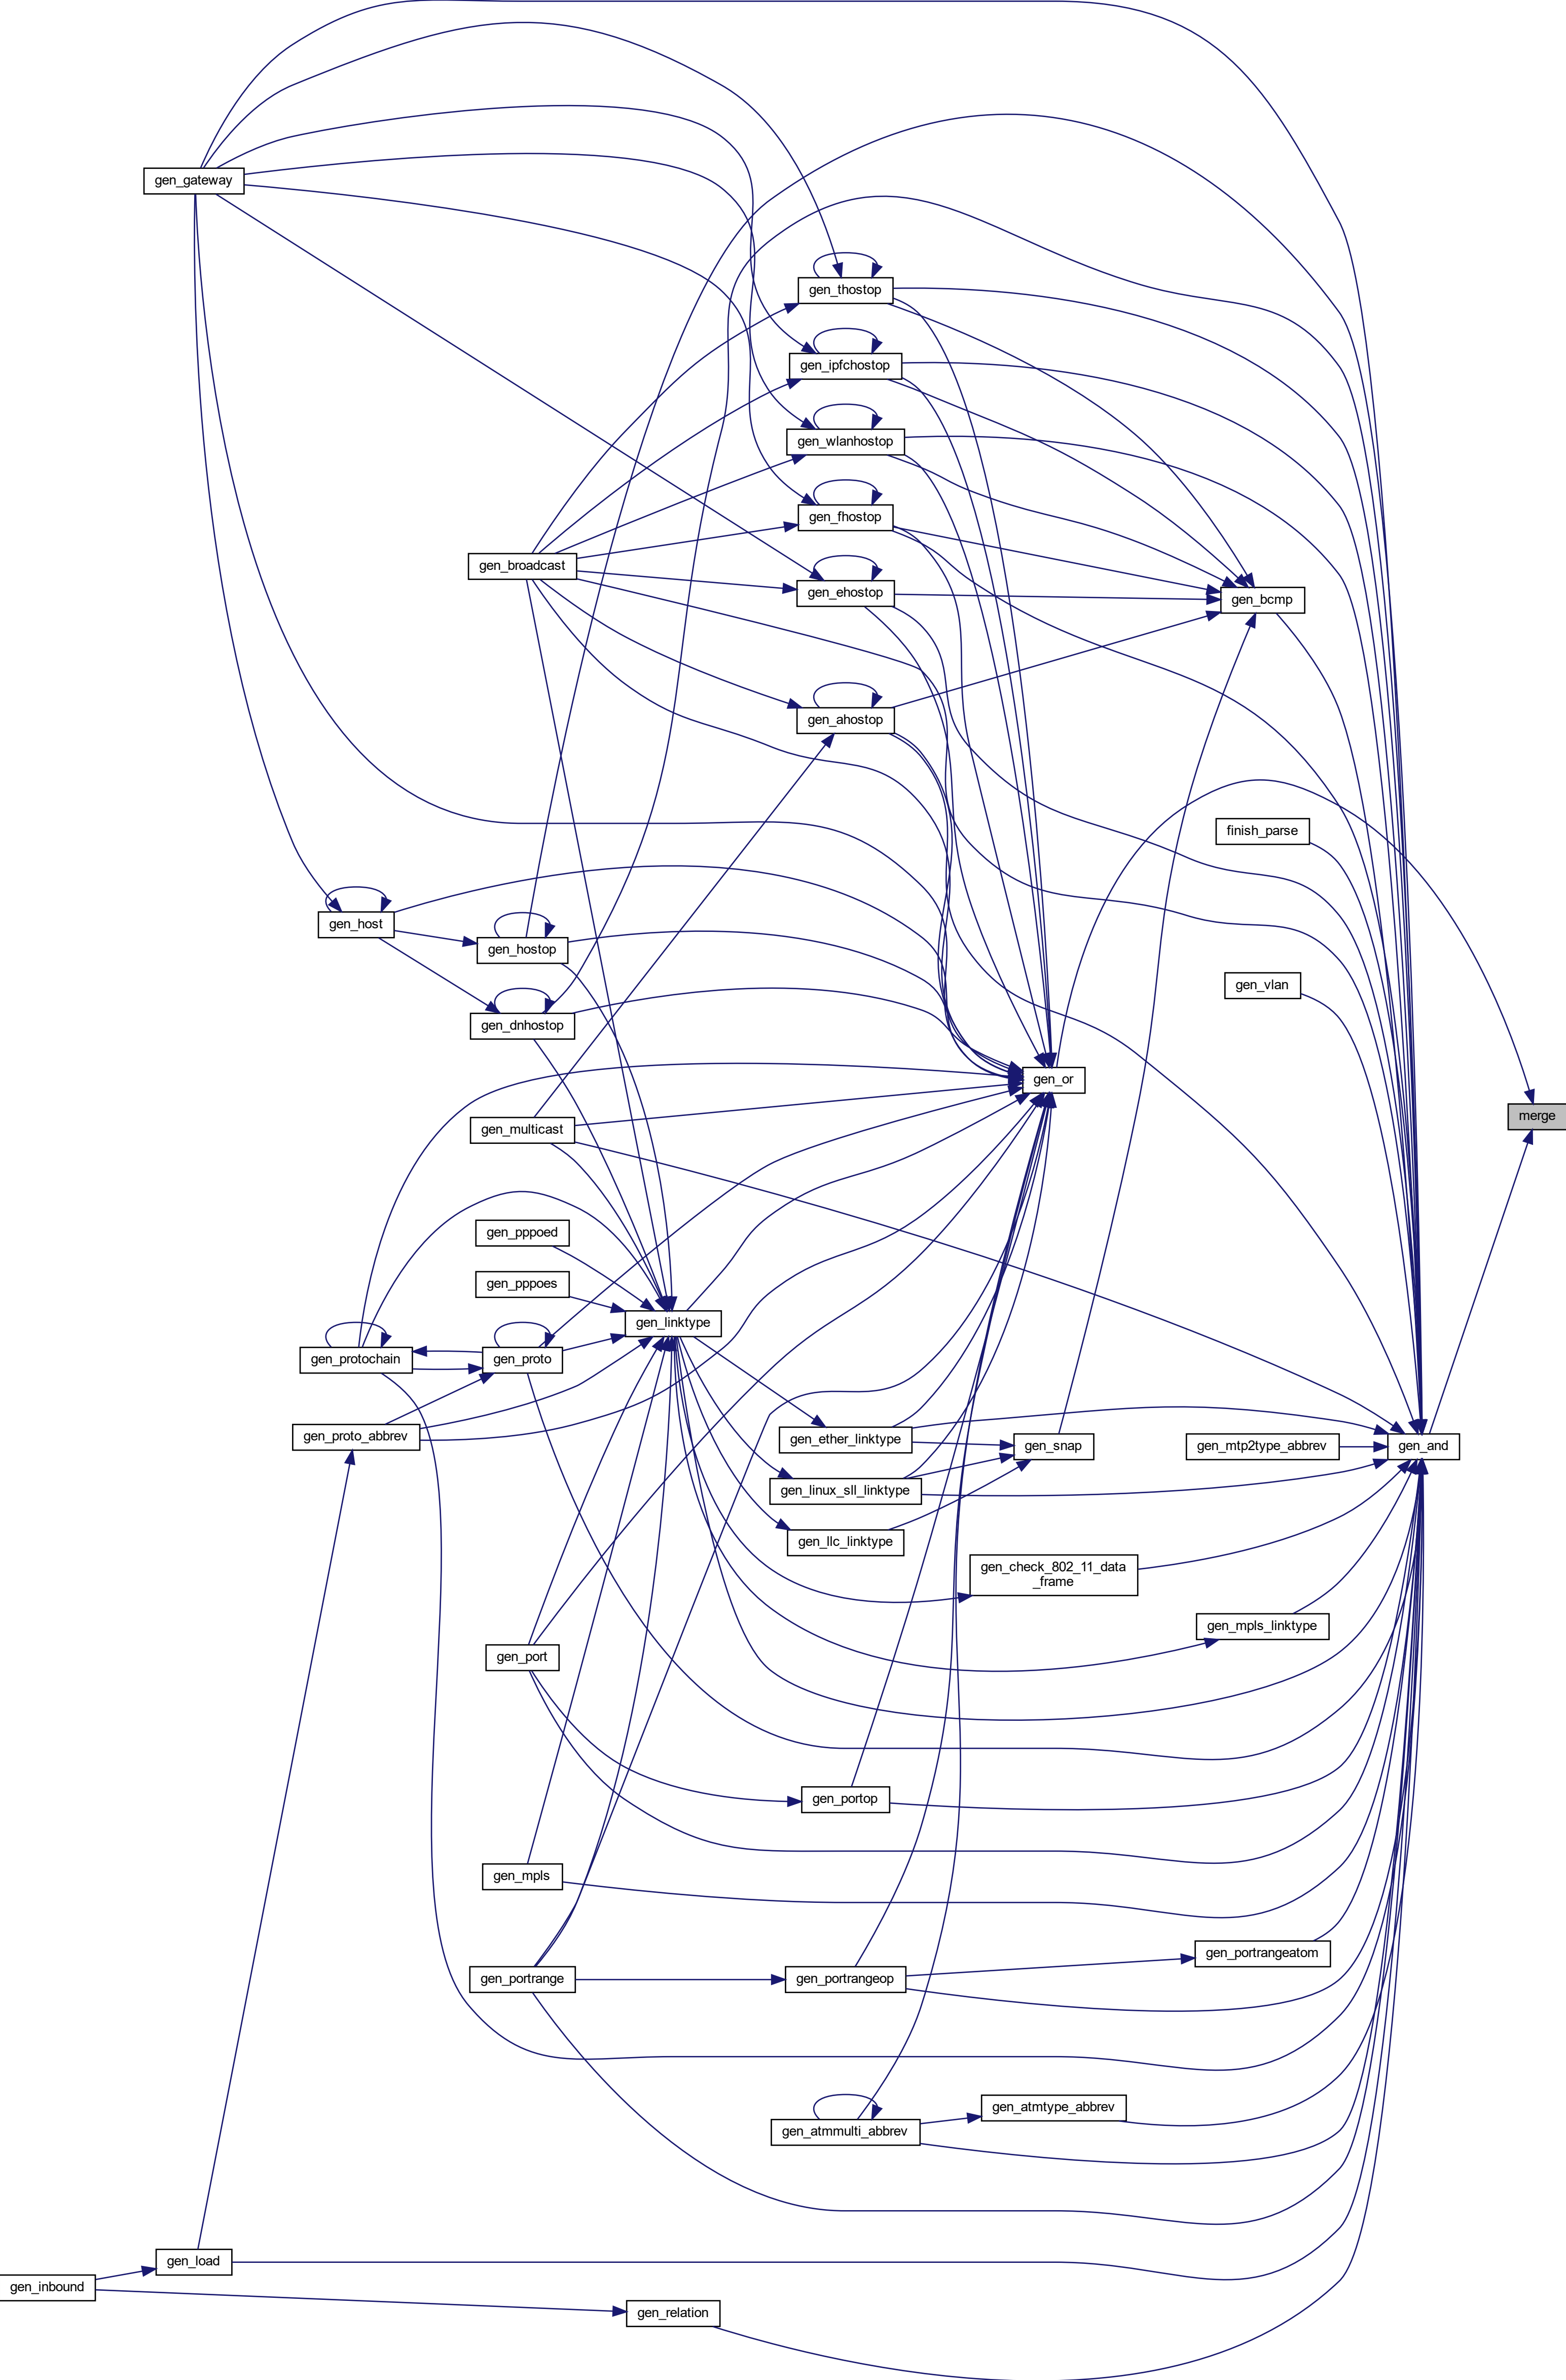 gen_gateway
gen_thostop
gen_ipfchostop
gen_wlanhostop
gen_fhostop
gen_broadcast
gen_ehostop
gen_bcmp
gen_ahostop
finish_parse
gen_host
gen_hostop
gen_vlan
gen_dnhostop
gen_or
merge
gen_multicast
gen_pppoed
gen_pppoes
gen_linktype
gen_protochain
gen_proto
gen_proto_abbrev
gen_ether_linktype
gen_snap
gen_mtp2type_abbrev
gen_and
gen_linux_sll_linktype
gen_llc_linktype
gen_check_802_11_data
_frame
gen_mpls_linktype
gen_port
gen_portop
gen_mpls
gen_portrangeatom
gen_portrange
gen_portrangeop
gen_atmtype_abbrev
gen_atmmulti_abbrev
gen_load
gen_inbound
gen_relation